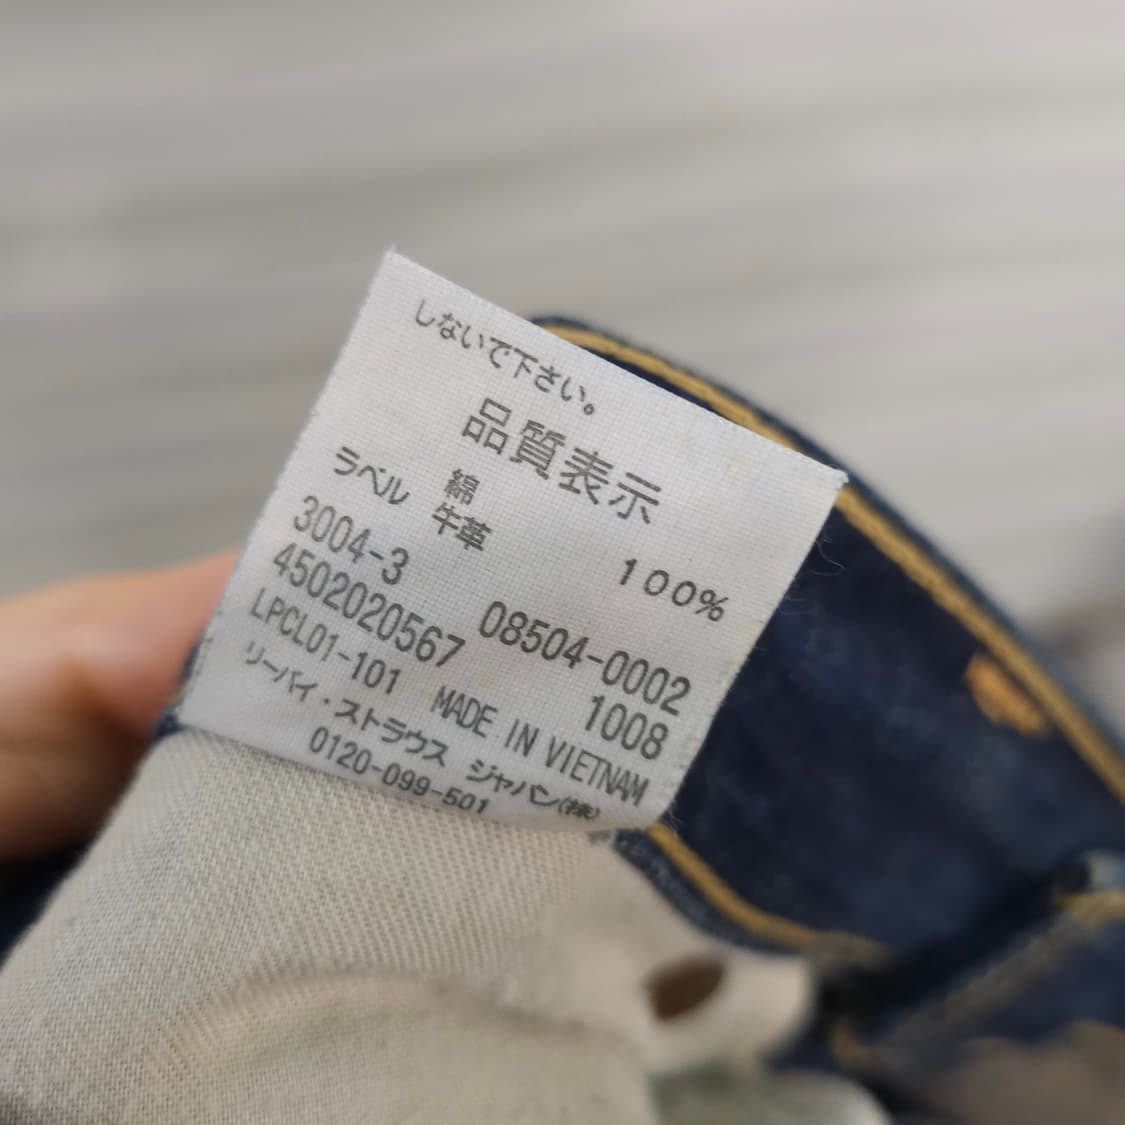 しないで下さい。
品質表示
綿 100%
ラベル 牛革
3004-3 08504-0002
4502020567 1008
LPCL01-101 MADE IN VIETNAM
リーバイ・ストラウス ジャパン(株)
0120-099-501